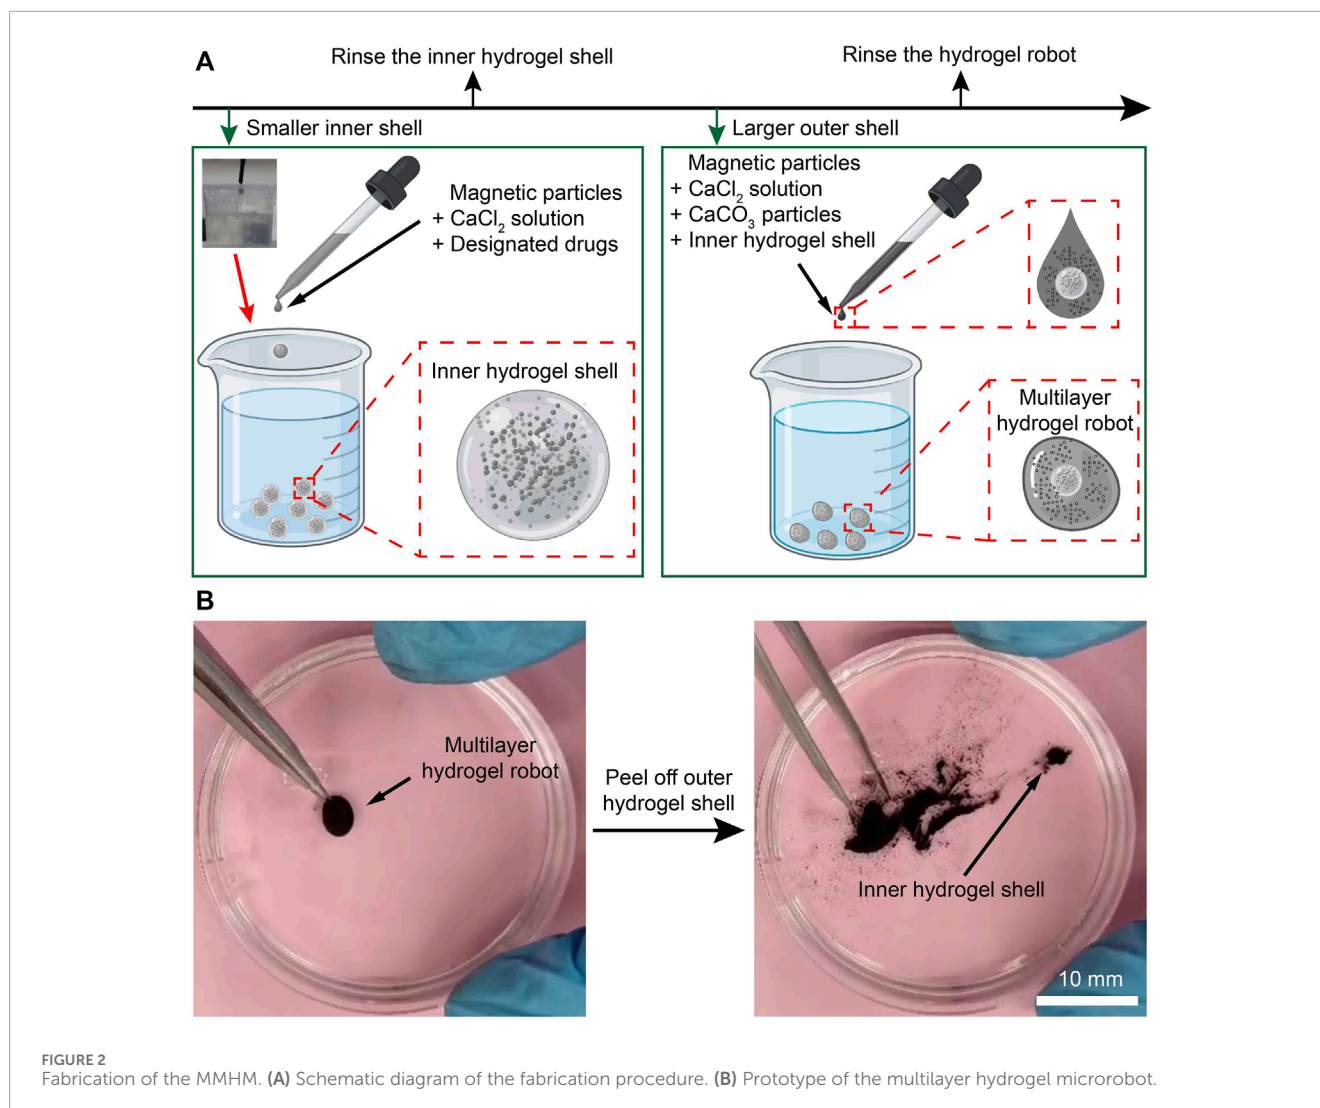 A
Rinse the inner hydrogel shell
Rinse the hydrogel robot
Smaller inner shell
Larger outer shell
Magnetic particles
+ CaCl2 solution
+ Designated drugs
Magnetic particles
+ CaCl2 solution
+ CaCO3 particles
+ Inner hydrogel shell
Inner hydrogel shell
Multilayer
hydrogel robot
B
Multilayer
hydrogel robot
Peel off outer
hydrogel shell
Inner hydrogel shell
10 mm
FIGURE 2
Fabrication of the MMHM. (A) Schematic diagram of the fabrication procedure. (B) Prototype of the multilayer hydrogel microrobot.